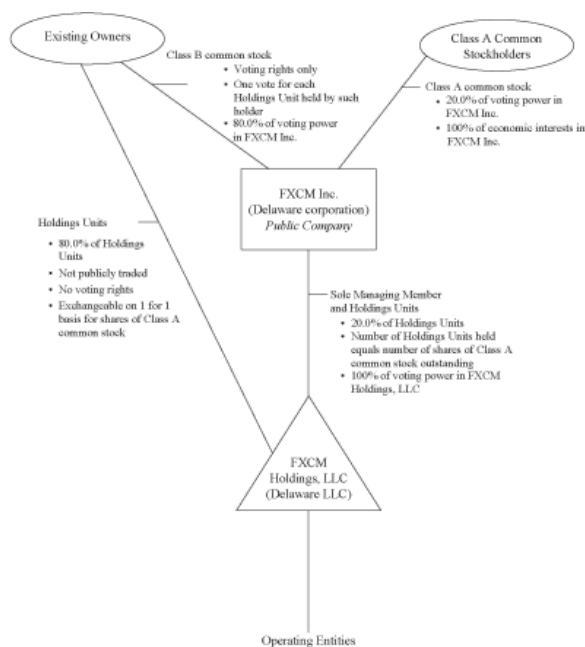 Existing Owners
Class A Common
Stockholders
Class B common stock
• Voting rights only
• One vote for each
Holdings Unit held by such
holder
• 80.0% of voting power
in FXCM Inc.
Class A common stock
• 20.0% of voting power in
FXCM Inc.
• 100% of economic interests in
FXCM Inc.
FXCM Inc.
(Delaware corporation)
Public Company
Holdings Units
• 80.0% of Holdings
Units
• Not publicly traded
• No voting rights
• Exchangeable on 1 for 1
basis for shares of Class A
common stock
Sole Managing Member
and Holdings Units
• 20.0% of Holdings Units
• Number of Holdings Units held
equals number of shares of Class A
common stock outstanding
• 100% of voting power in FXCM
Holdings, LLC
FXCM
Holdings, LLC
(Delaware LLC)
Operating Entities